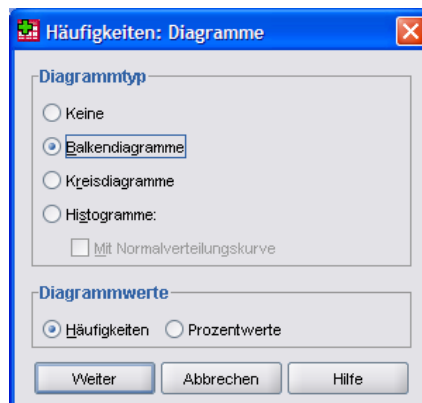 Häufigkeiten: Diagramme
Diagrammtyp
Keine
Balkendiagramme
Kreisdiagramme
Histogramme:
Mit Normalverteilungskurve
Diagrammwerte
Häufigkeiten Prozentwerte
Weiter Abbrechen Hilfe